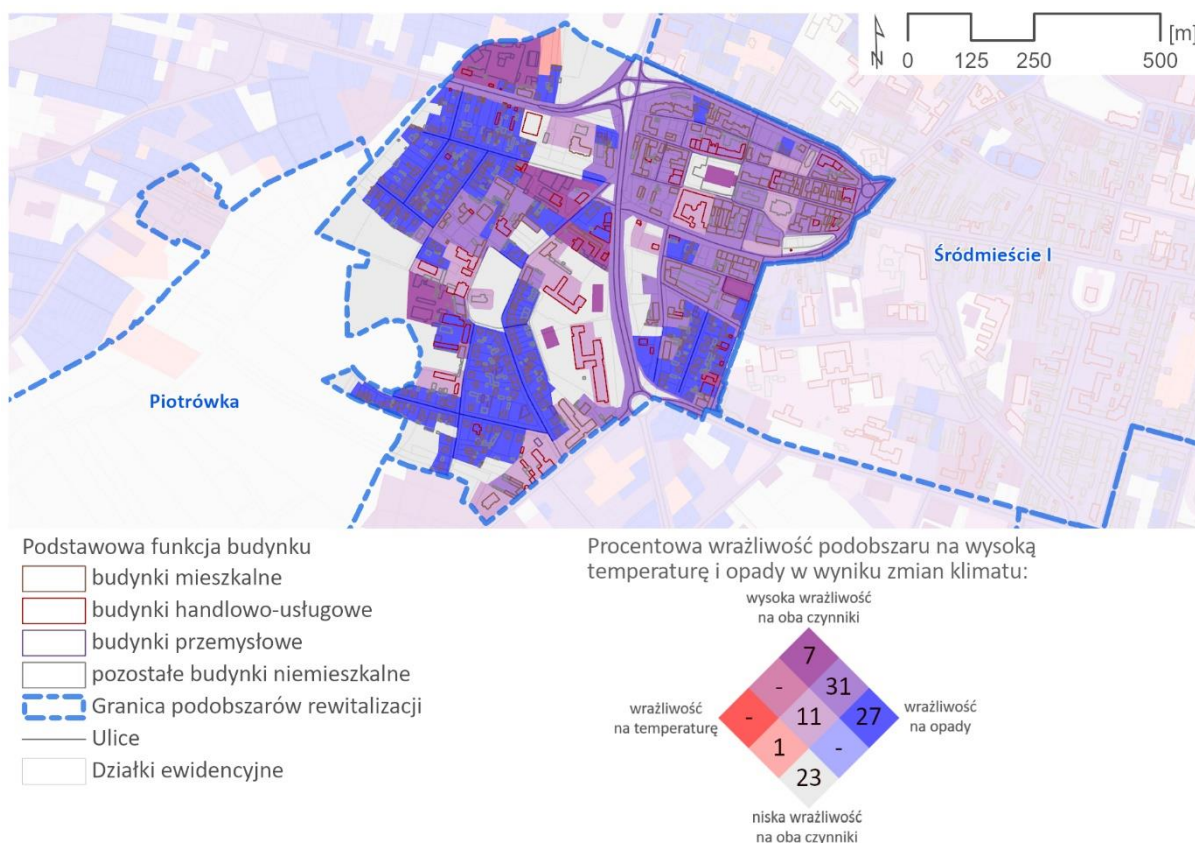 N
0 125 250 500 [m]
Śródmieście I
Piotrówka
Podstawowa funkcja budynku
budynki mieszkalne
budynki handlowo-usługowe
budynki przemysłowe
pozostałe budynki niemieszkalne
Granica podobszarów rewitalizacji
Ulice
Działki ewidencyjne
Procentowa wrażliwość podobszaru na wysoką
temperaturę i opady w wyniku zmian klimatu:
wysoka wrażliwość
na oba czynniki
7
- 31
wrażliwość
na temperaturę
- 11 27
wrażliwość
na opady
1 -
23
niska wrażliwość
na oba czynniki